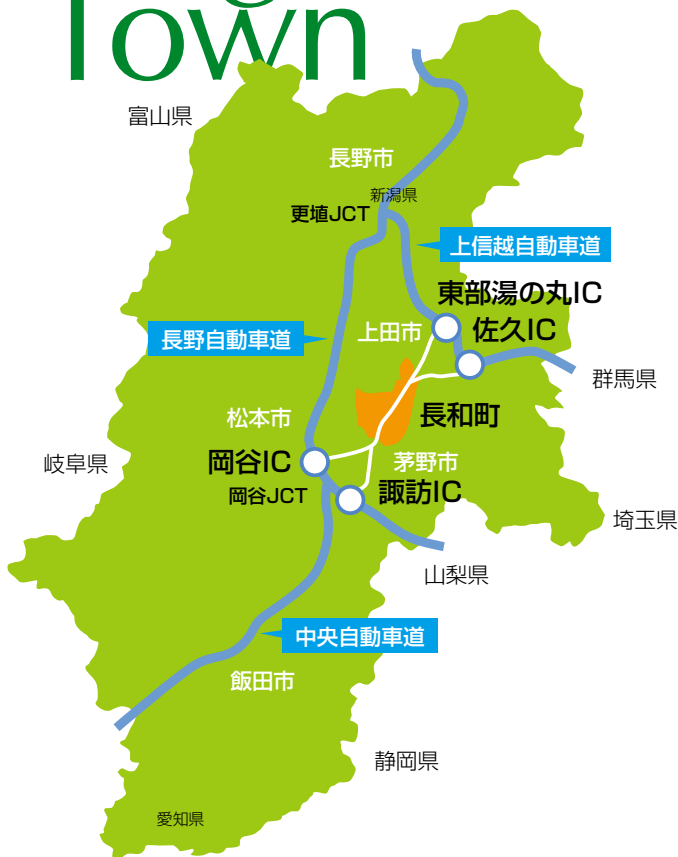 Town
富山県
長野市
新潟県
更埴JCT
上信越自動車道
東部湯の丸IC
上田市
佐久IC
長野自動車道
群馬県
長和町
松本市
岐阜県
岡谷IC
茅野市
岡谷JCT
諏訪IC
埼玉県
山梨県
中央自動車道
飯田市
静岡県
愛知県